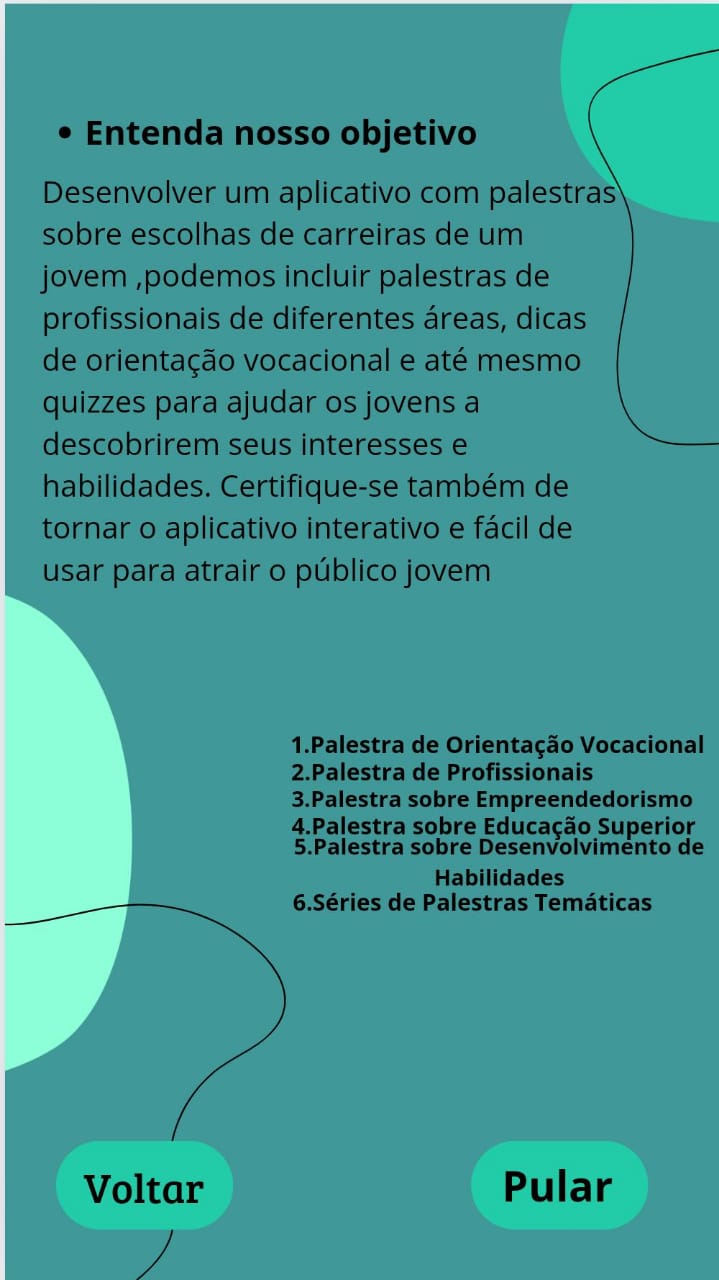 • Entenda nosso objetivo
Desenvolver um aplicativo com palestras
sobre escolhas de carreiras de um
jovem ,podemos incluir palestras de
profissionais de diferentes áreas, dicas
de orientação vocacional e até mesmo
quizzes para ajudar os jovens a
descobrirem seus interesses e
habilidades. Certifique-se também de
tornar o aplicativo interativo e fácil de
usar para atrair o público jovem
1.Palestra de Orientação Vocacional
2.Palestra de Profissionais
3.Palestra sobre Empreendedorismo
4.Palestra sobre Educação Superior
5.Palestra sobre Desenvolvimento de
Habilidades
6.Séries de Palestras Temáticas
Voltar
Pular